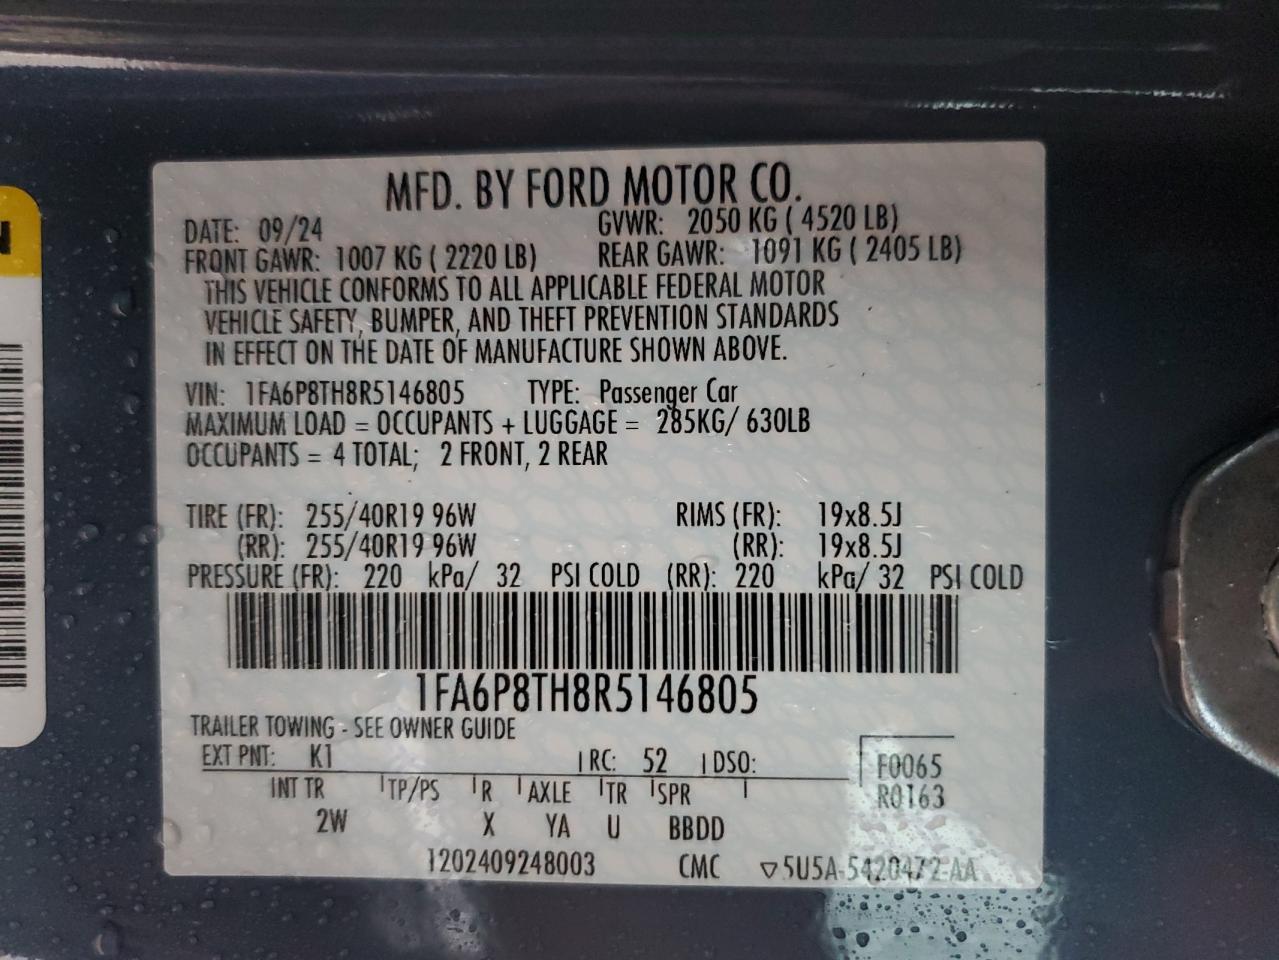 MFD. BY FORD MOTOR CO.
DATE: 09/24 GVWR: 2050 KG ( 4520 LB)
FRONT GAWR: 1007 KG ( 2220 LB) REAR GAWR: 1091 KG ( 2405 LB)
THIS VEHICLE CONFORMS TO ALL APPLICABLE FEDERAL MOTOR
VEHICLE SAFETY, BUMPER, AND THEFT PREVENTION STANDARDS
IN EFFECT ON THE DATE OF MANUFACTURE SHOWN ABOVE.
VIN: 1FA6P8TH8R5146805 TYPE: Passenger Car
MAXIMUM LOAD = OCCUPANTS + LUGGAGE = 285KG/ 630LB
OCCUPANTS = 4 TOTAL; 2 FRONT, 2 REAR
TIRE (FR): 255/40R19 96W RIMS (FR): 19x8.5J
(RR): 255/40R19 96W (RR): 19x8.5J
PRESSURE (FR): 220 kPa/ 32 PSI COLD (RR): 220 kPa/ 32 PSI COLD
1FA6P8TH8R5146805
TRAILER TOWING - SEE OWNER GUIDE
EXT PNT: K1 RC: 52 DSO: F0065
INT TR TP/PS R AXLE TR SPR R0163
2W X YA U BBDD
1202409248003 CMC ▽5U5A-5420472-AA